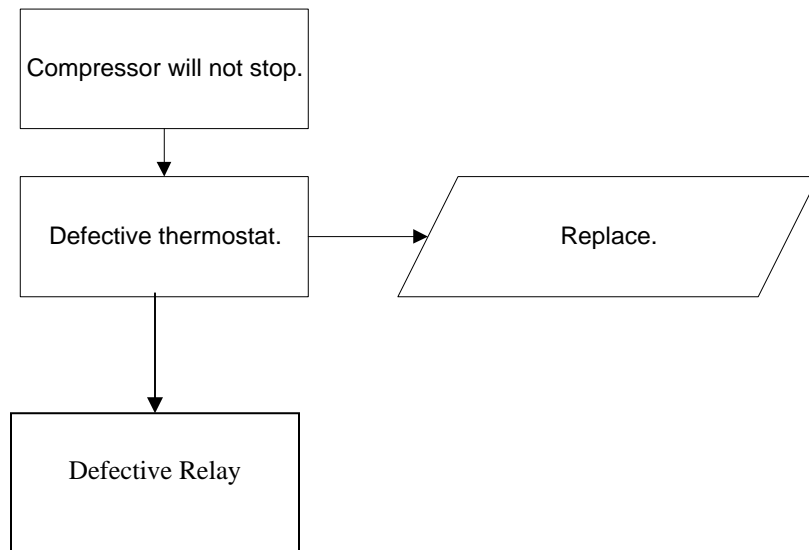 Compressor will not stop.
Defective thermostat.
Replace.
Defective Relay